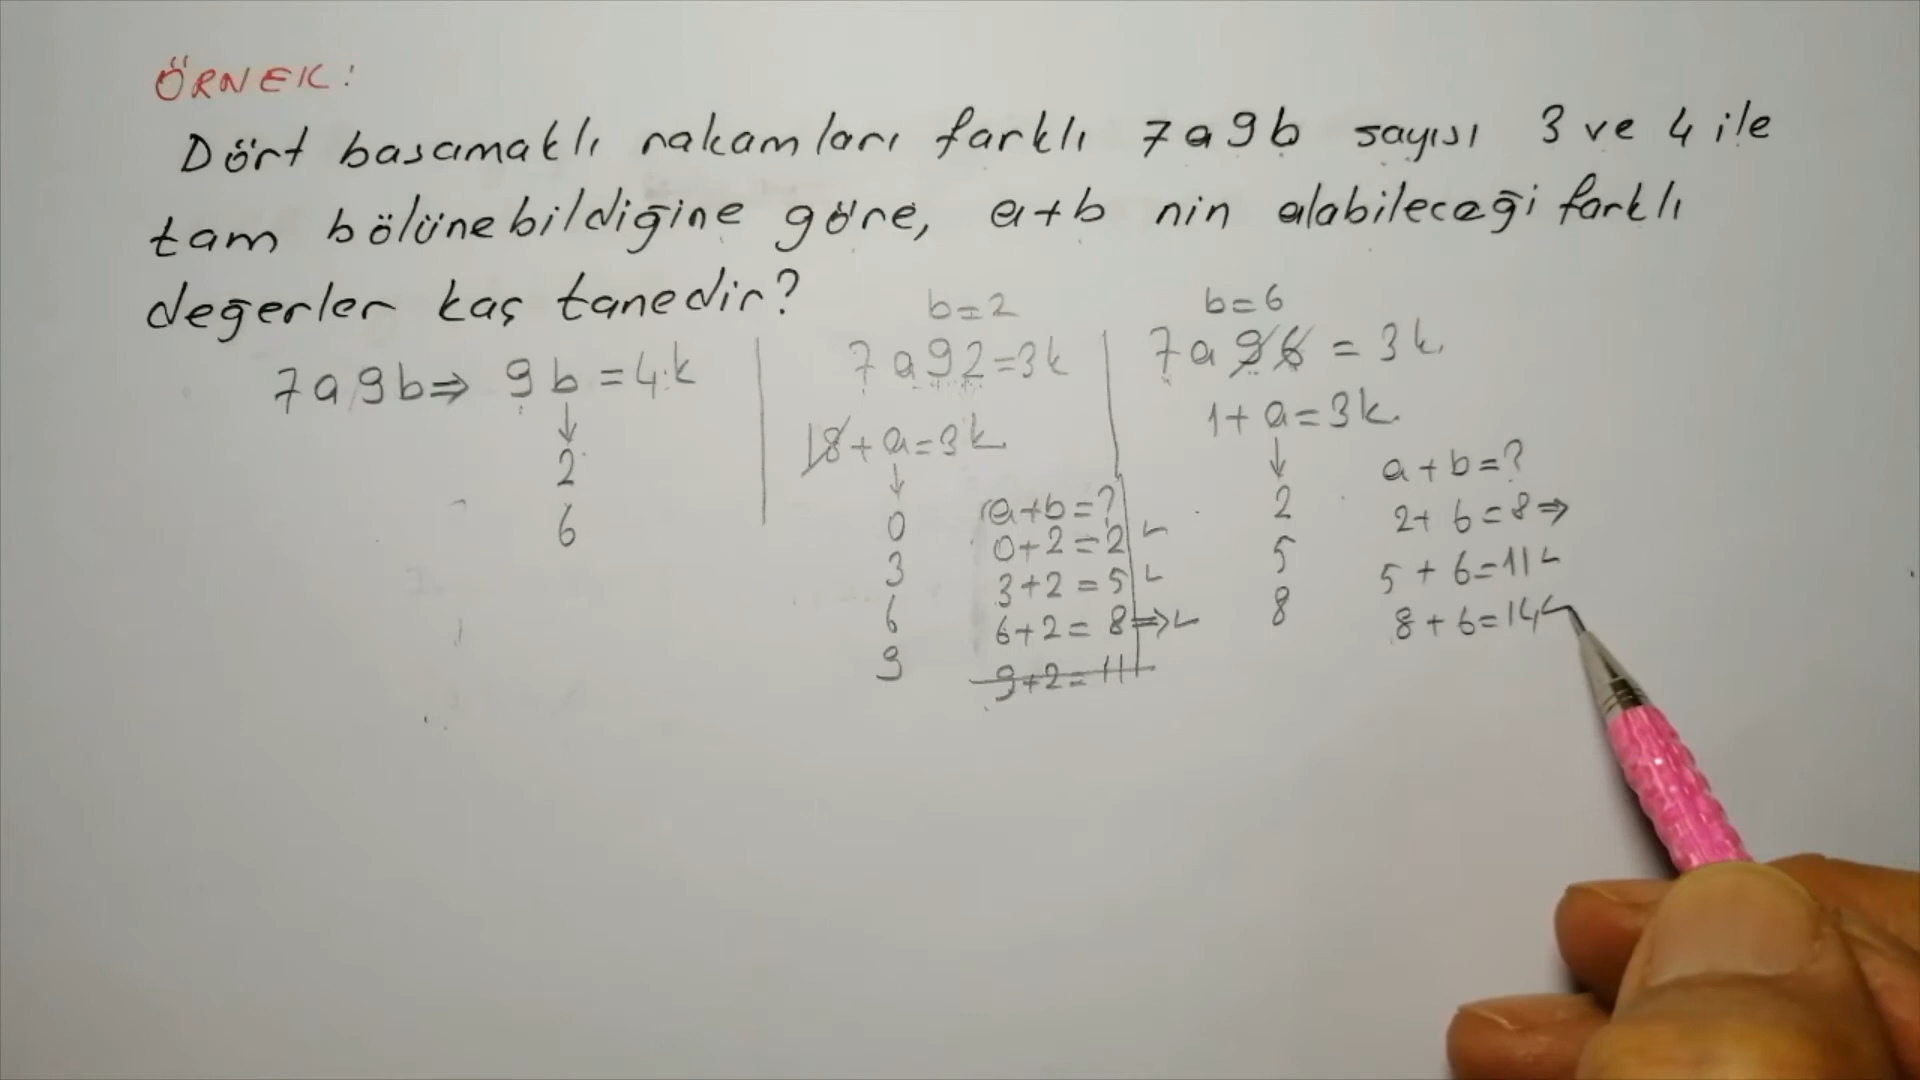 ÖRNEK:
Dört basamaklı rakamları farklı 7a9b sayısı 3 ve 4 ile
tam bölünebildiğine göre, a+b nin alabileceği farklı
değerler kaç tanedir?
7a9b ⇒ 9b = 4.k
↓
2
6
b=2
7a92=3k
18+a=3k
↓
0
3
6
9
a+b=?
0+2=2
3+2=5
6+2=8⇒
9+2=11
b=6
7a96=3k
1+a=3k
↓
2
5
8
a+b=?
2+6=8⇒
5+6=11
8+6=14